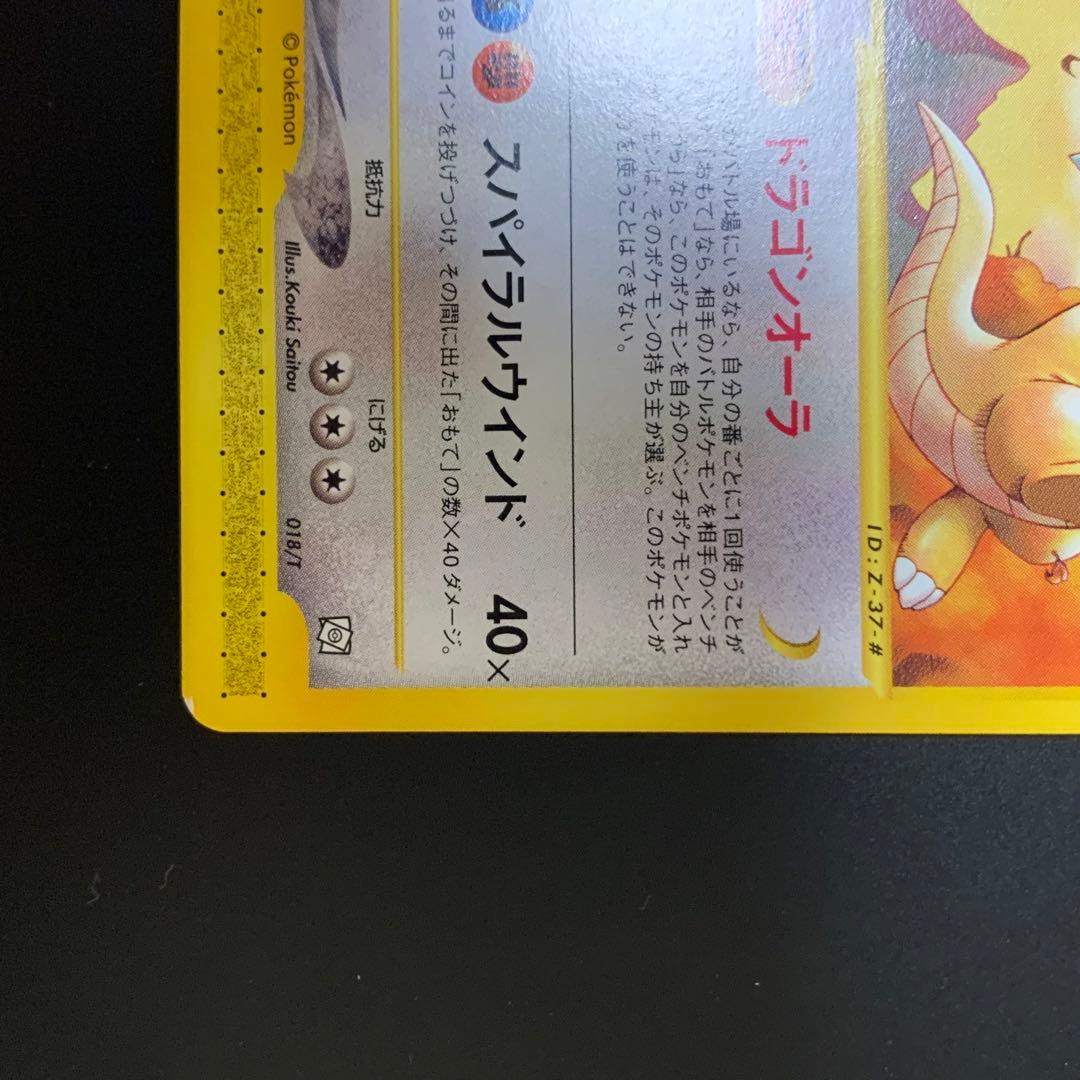 ID:Z-37-#
ドラゴンオーラ
バトル場にいるなら、自分の番ごとに1回使うことが
「おもて」なら、相手のバトルポケモンを相手のベンチ
」なら、このポケモンを自分のベンチポケモンと入れ
モンは、そのポケモンの持ち主が選ぶ。このポケモンが
を使うことはできない。
スパイラルウインド 40×
るまでコインを投げつづけ、その間に出た「おもて」の数×40ダメージ。
抵抗力
にげる
© Pokémon
Illus.Kouki Saitou
018/T